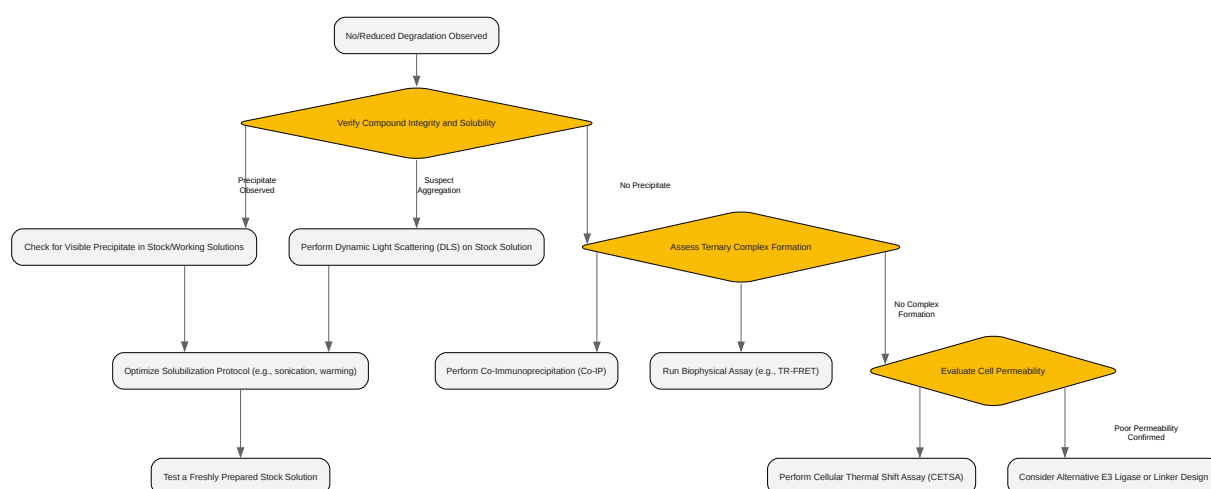 No/Reduced Degradation Observed
Verify Compound Integrity and Solubility
Precipitate
Observed
Suspect
Aggregation
No Precipitate
Check for Visible Precipitate in Stock/Working Solutions
Perform Dynamic Light Scattering (DLS) on Stock Solution
Assess Ternary Complex Formation
No Complex
Formation
Optimize Solubilization Protocol (e.g., sonication, warming)
Perform Co-Immunoprecipitation (Co-IP)
Run Biophysical Assay (e.g., TR-FRET)
Evaluate Cell Permeability
Poor Permeability
Confirmed
Test a Freshly Prepared Stock Solution
Perform Cellular Thermal Shift Assay (CETSA)
Consider Alternative E3 Ligase or Linker Design